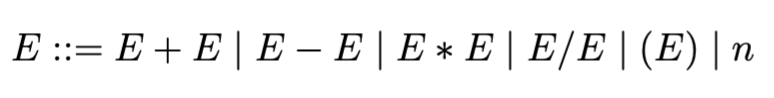 E ::= E + E | E − E | E ∗ E | E/E | (E) | n